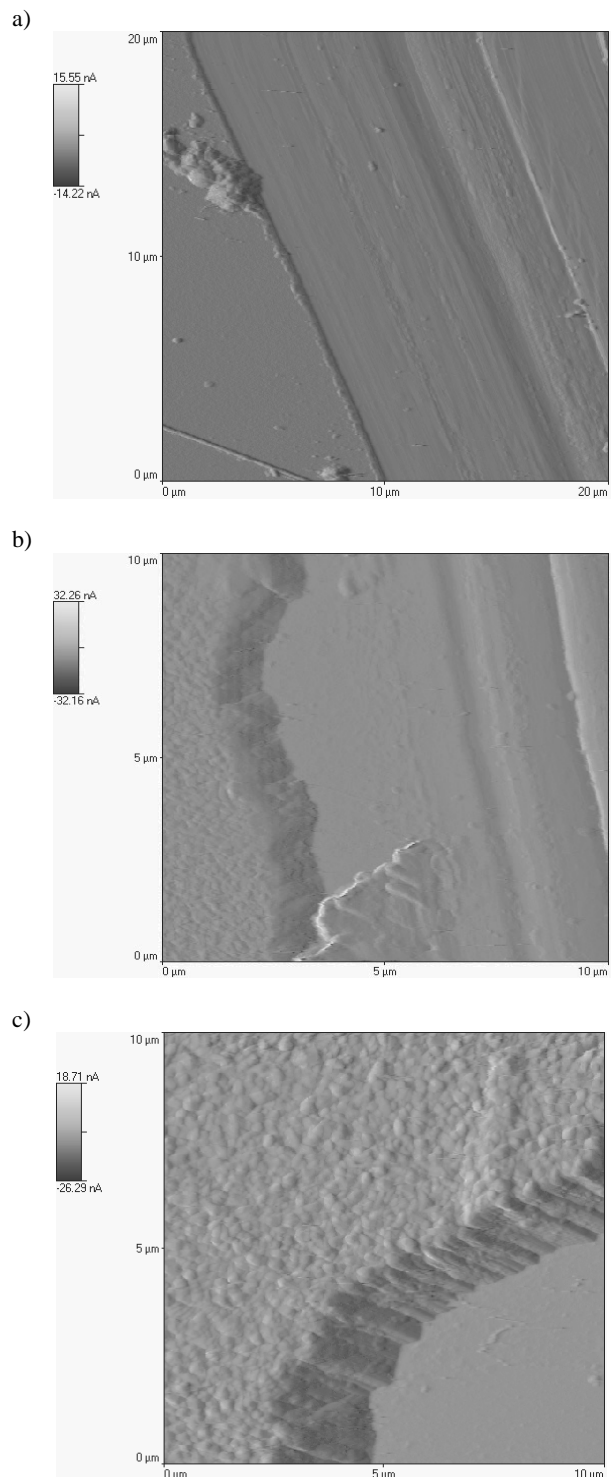 a)
20 µm
15.55 nA
-14.22 nA
10 µm
0 µm
0 µm 10 µm 20 µm
b)
10 µm
32.26 nA
-32.16 nA
5 µm
0 µm
0 µm 5 µm 10 µm
c)
10 µm
18.71 nA
-26.29 nA
5 µm
0 µm
0 µm 5 µm 10 µm